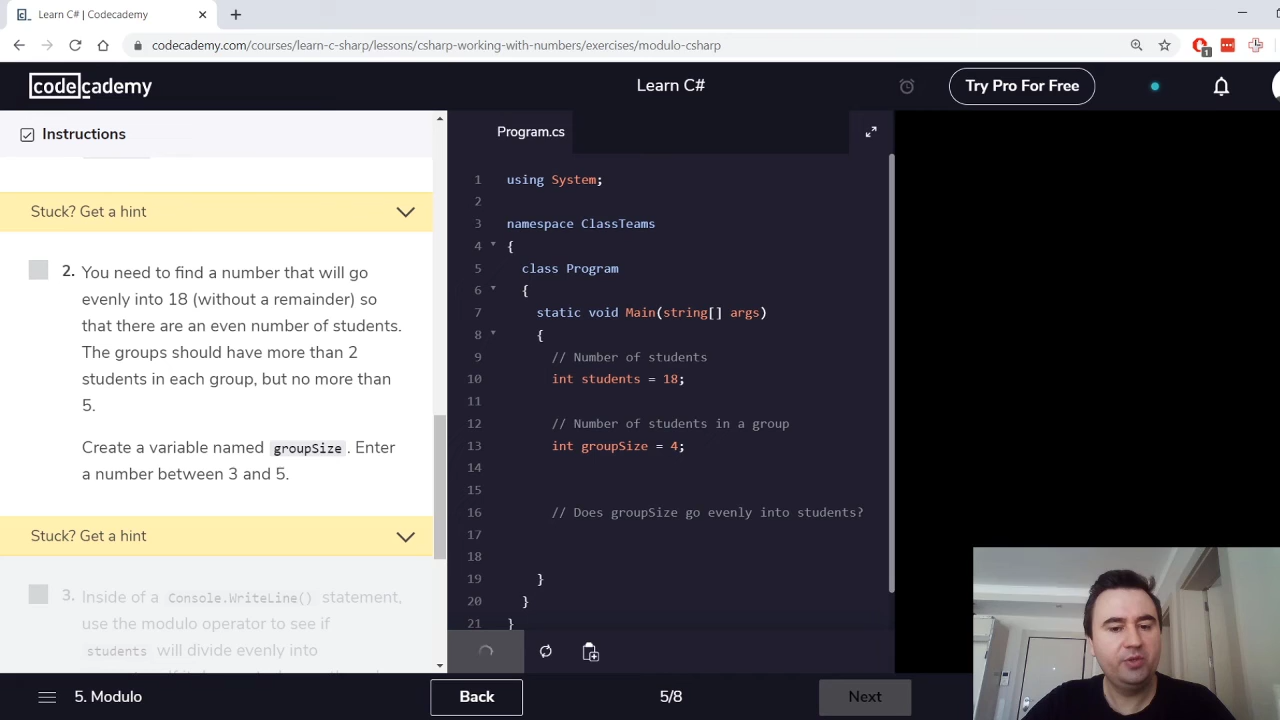 Learn C# | Codecademy
codecademy.com/courses/learn-c-sharp/lessons/csharp-working-with-numbers/exercises/modulo-csharp
1
codecademy
Learn C#
Try Pro For Free
Instructions
Stuck? Get a hint
2. You need to find a number that will go
evenly into 18 (without a remainder) so
that there are an even number of students.
The groups should have more than 2
students in each group, but no more than
5.
Create a variable named groupSize. Enter
a number between 3 and 5.
Stuck? Get a hint
3. Inside of a Console.WriteLine() statement,
use the modulo operator to see if
students will divide evenly into
Program.cs
1 using System;
2
3 namespace ClassTeams
4 {
5 class Program
6 {
7 static void Main(string[] args)
8 {
9 // Number of students
10 int students = 18;
11
12 // Number of students in a group
13 int groupSize = 4;
14
15
16 // Does groupSize go evenly into students?
17
18
19 }
20 }
21 }
5. Modulo
Back
5/8
Next